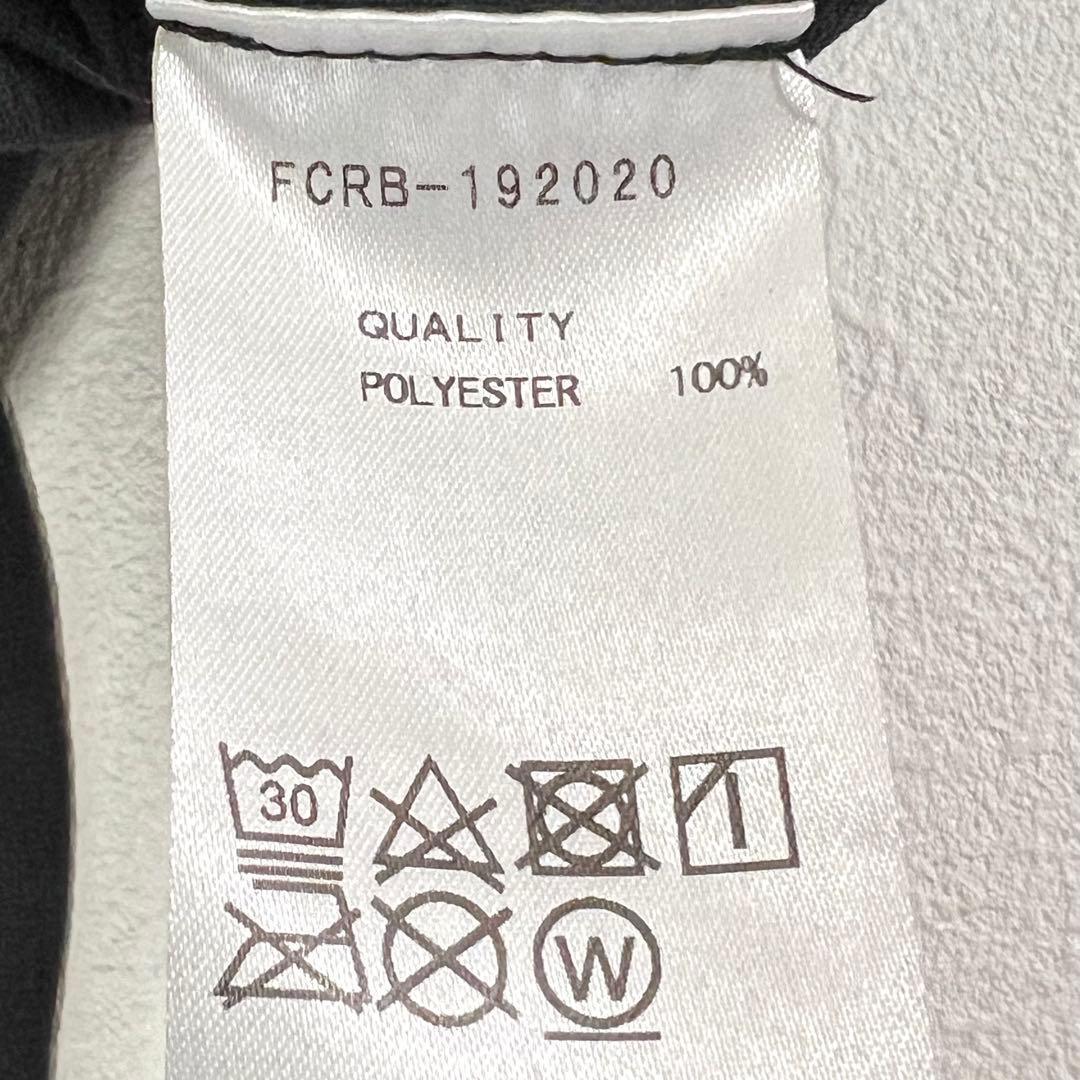 FCRB-192020
QUALITY
POLYESTER 100%
30
W